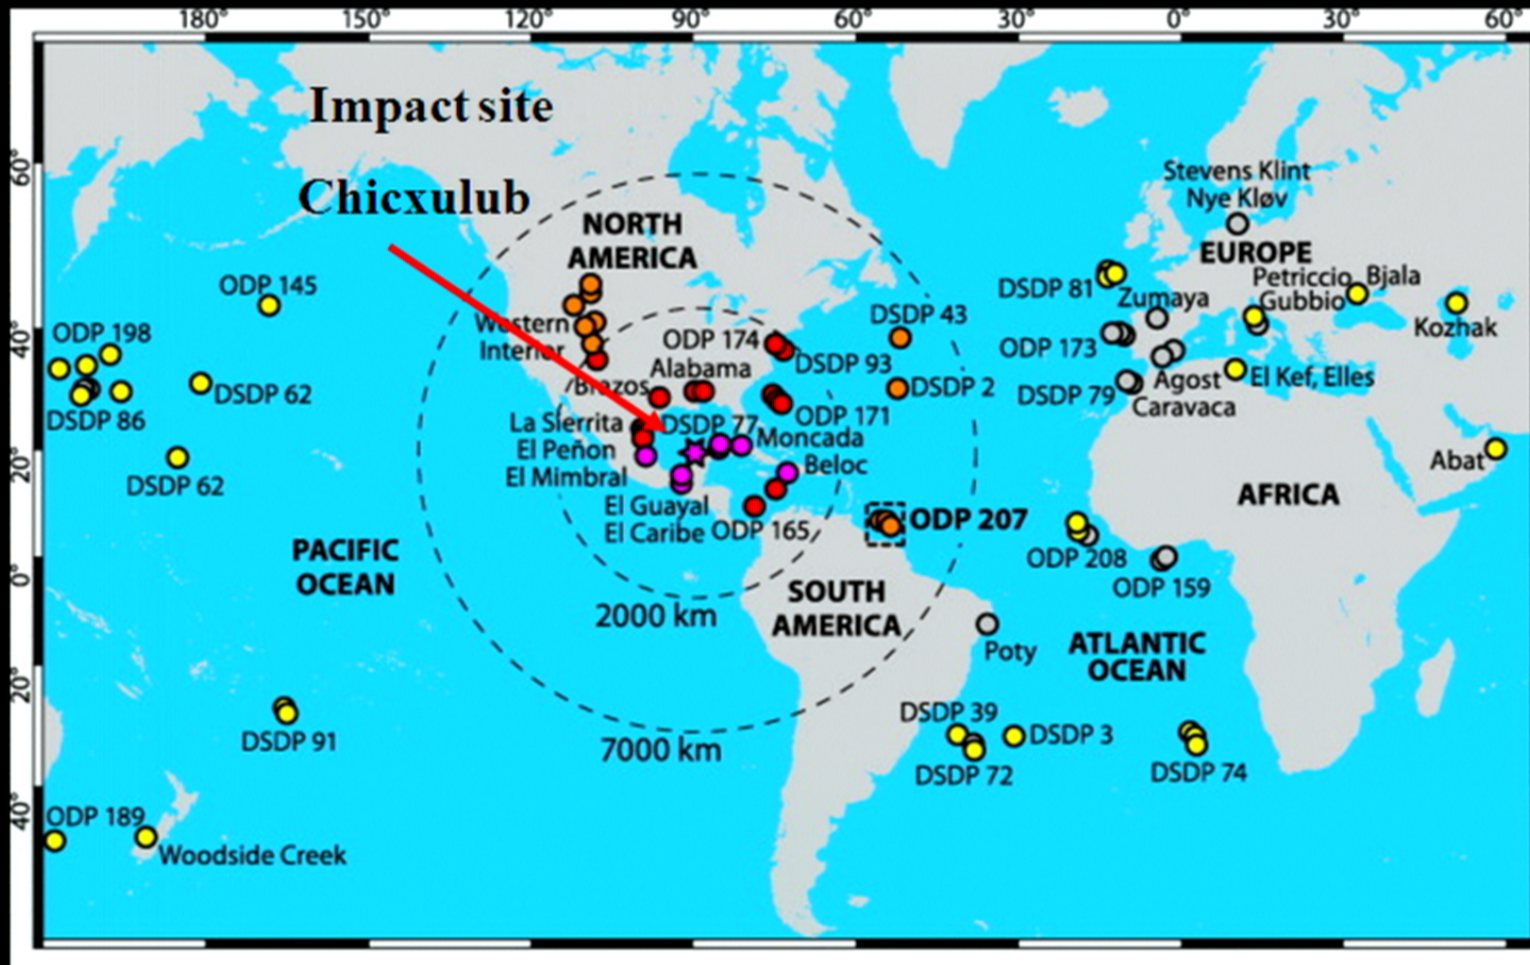 180° 150° 120° 90° 60° 30° 0° 30° 60°
60°
40°
20°
0°
20°
40°
Impact site
Chicxulub
NORTH
AMERICA
Stevens Klint
Nye Kløv
EUROPE
Petriccio Bjala
Gubbio
Kozhak
DSDP 81
Zumaya
ODP 145
ODP 198
DSDP 62
DSDP 86
DSDP 62
Western
Interior
ODP 174
DSDP 43
DSDP 93
Alabama
Brazos
DSDP 2
ODP 173
DSDP 79
Agost
Caravaca
El Kef, Elles
ODP 171
La Sierrita
DSDP 77
Moncada
El Peñon
Beloc
El Mimbral
El Guayal
El Caribe
ODP 165
ODP 207
Abat
AFRICA
ODP 208
ODP 159
PACIFIC
OCEAN
2000 km
SOUTH
AMERICA
Poty
ATLANTIC
OCEAN
DSDP 91
7000 km
DSDP 39
DSDP 3
DSDP 72
DSDP 74
ODP 189
Woodside Creek